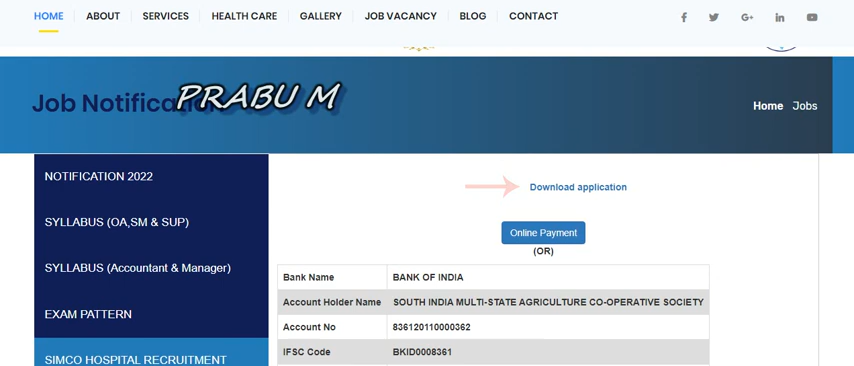 HOME ABOUT SERVICES HEALTH CARE GALLERY JOB VACANCY BLOG CONTACT
Job Notification
PRABU M
Home Jobs
NOTIFICATION 2022
SYLLABUS (OA,SM & SUP)
SYLLABUS (Accountant & Manager)
EXAM PATTERN
SIMCO HOSPITAL RECRUITMENT
Download application
Online Payment
(OR)
Bank Name BANK OF INDIA
Account Holder Name SOUTH INDIA MULTI-STATE AGRICULTURE CO-OPERATIVE SOCIETY
Account No 836120110000362
IFSC Code BKID0008361